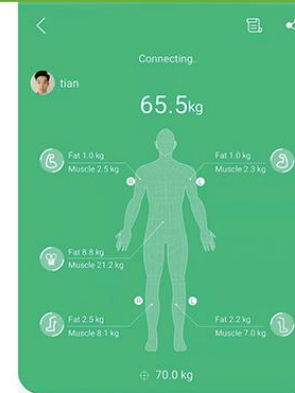 Connecting..
tian
65.5kg
Fat 1.0 kg
Muscle 2.5 kg
Fat 1.0 kg
Muscle 2.3 kg
R
L
Fat 8.8 kg
Muscle 21.2 kg
R
L
Fat 2.5 kg
Muscle 8.1 kg
Fat 2.2 kg
Muscle 7.0 kg
70.0 kg